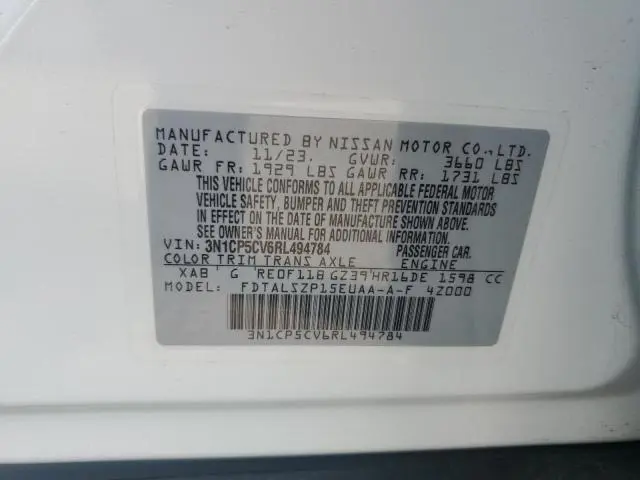 MANUFACTURED BY NISSAN MOTOR CO.,LTD.
DATE: 11/23. GVWR: 3660 LBS
GAWR FR: 1929 LBS GAWR RR: 1731 LBS
THIS VEHICLE CONFORMS TO ALL APPLICABLE FEDERAL MOTOR
VEHICLE SAFETY, BUMPER AND THEFT PREVENTION STANDARDS
IN EFFECT ON THE DATE OF MANUFACTURE SHOWN ABOVE.
SEE OWNER'S MANUAL FOR ADDITIONAL INFORMATION
VIN: 3N1CP5CV6RL494784 PASSENGER CAR.
COLOR TRIM TRANS AXLE ENGINE
XAB G RE0F11B GZ39 HR16DE 1598 CC
MODEL: FDTALSZP15EUAA-A-F 4Z000
3N1CP5CV6RL494784